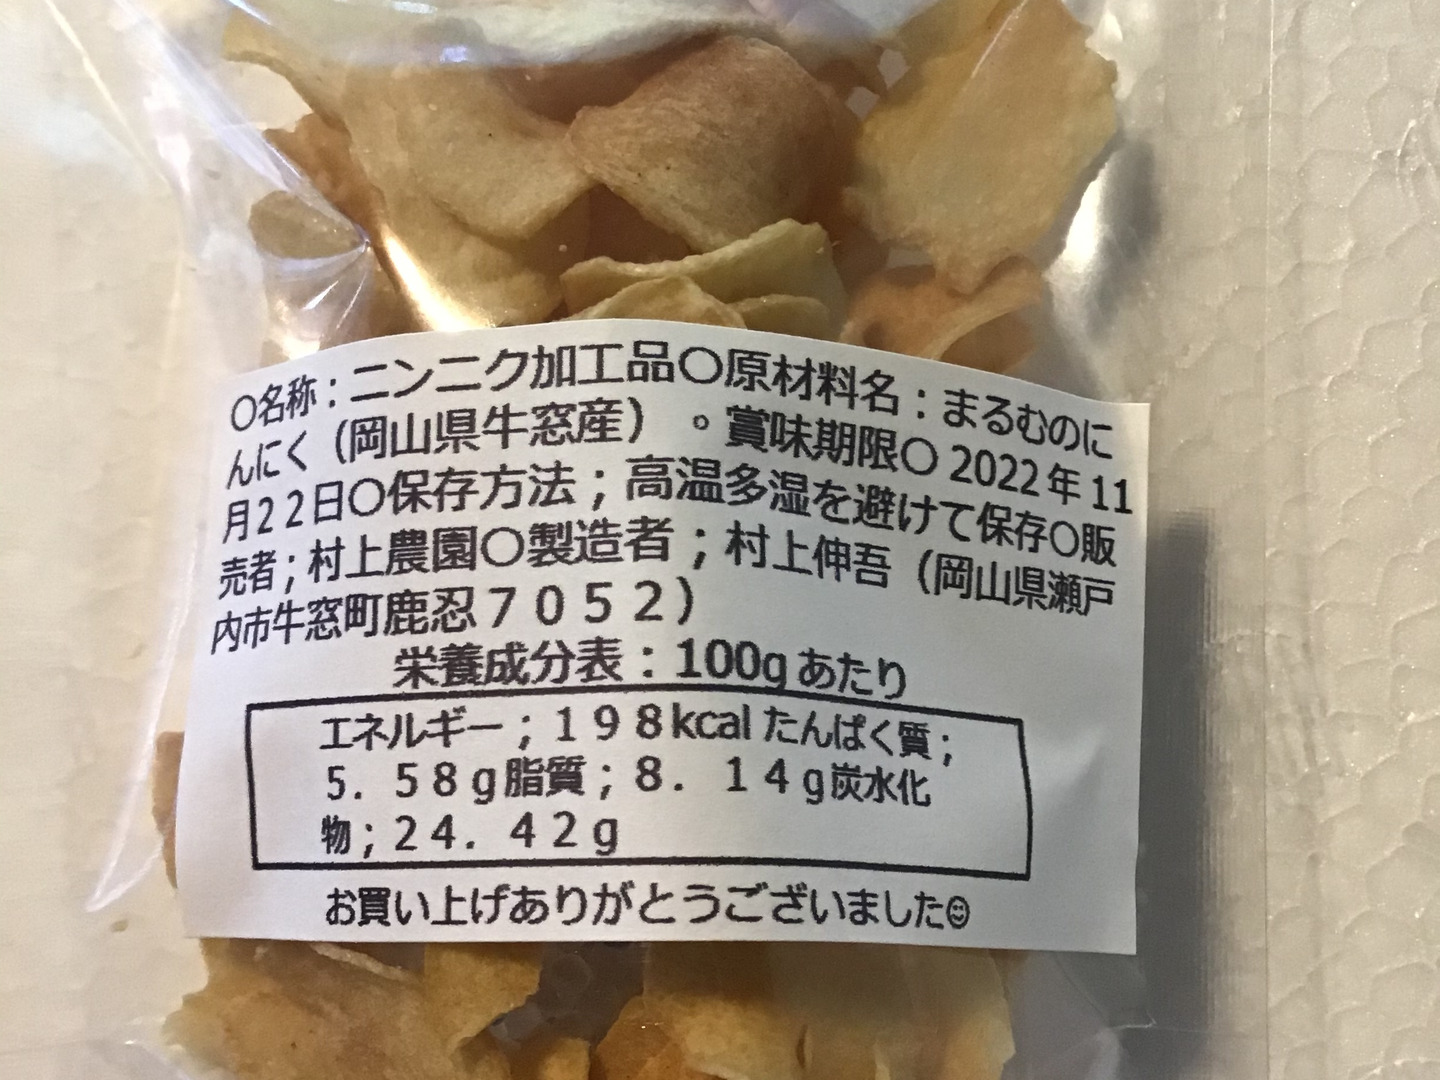 〇名称：ニンニク加工品〇原材料名：まるむのに
んにく（岡山県牛窓産）。賞味期限〇 2022年11
月22日〇保存方法；高温多湿を避けて保存〇販
売者；村上農園〇製造者；村上伸吾（岡山県瀬戸
内市牛窓町鹿忍７０５２）
栄養成分表：100gあたり
エネルギー；１９８kcal たんぱく質；
５．５８ｇ脂質；８．１４ｇ炭水化
物；２４．４２ｇ
お買い上げありがとうございました☺